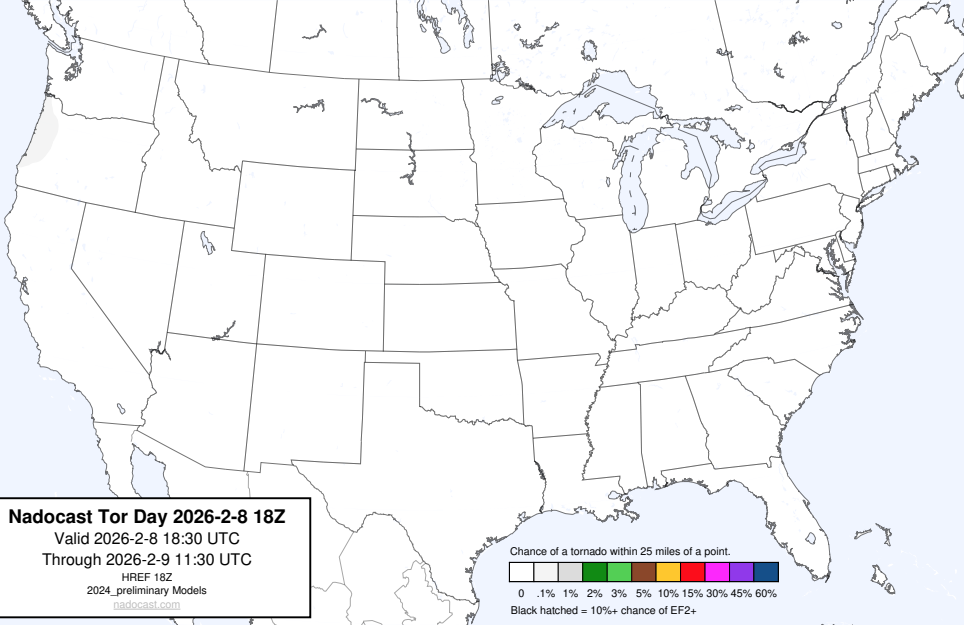 Nadocast Tor Day 2026-2-8 18Z
Valid 2026-2-8 18:30 UTC
Through 2026-2-9 11:30 UTC
HREF 18Z
2024_preliminary Models
nadocast.com
Chance of a tornado within 25 miles of a point.
0 .1% 1% 2% 3% 5% 10% 15% 30% 45% 60%
Black hatched = 10%+ chance of EF2+